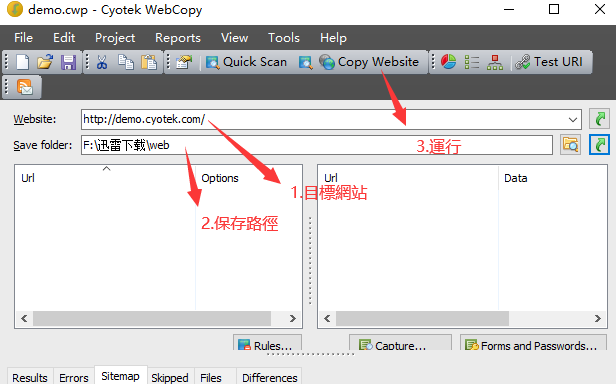 demo.cwp - Cyotek WebCopy
File Edit Project Reports View Tools Help
Quick Scan Copy Website Test URI
Website: http://demo.cyotek.com/
Save folder: F:\迅雷下载\web
3.運行
Url Options Url Data
1.目標網站
2.保存路徑
Rules... Capture... Forms and Passwords...
Results Errors Sitemap Skipped Files Differences